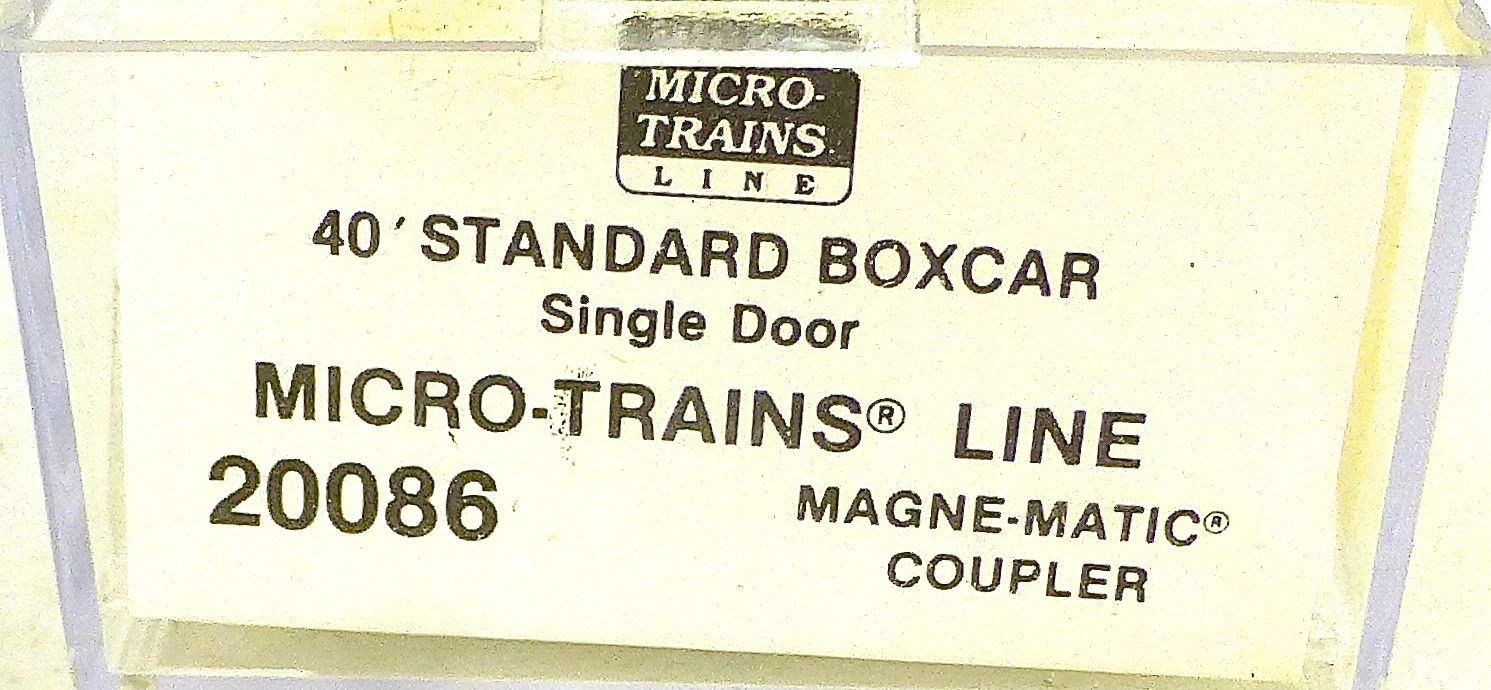 MICRO-
TRAINS
LINE
40' STANDARD BOXCAR
Single Door
MICRO-TRAINS® LINE
20086
MAGNE-MATIC®
COUPLER